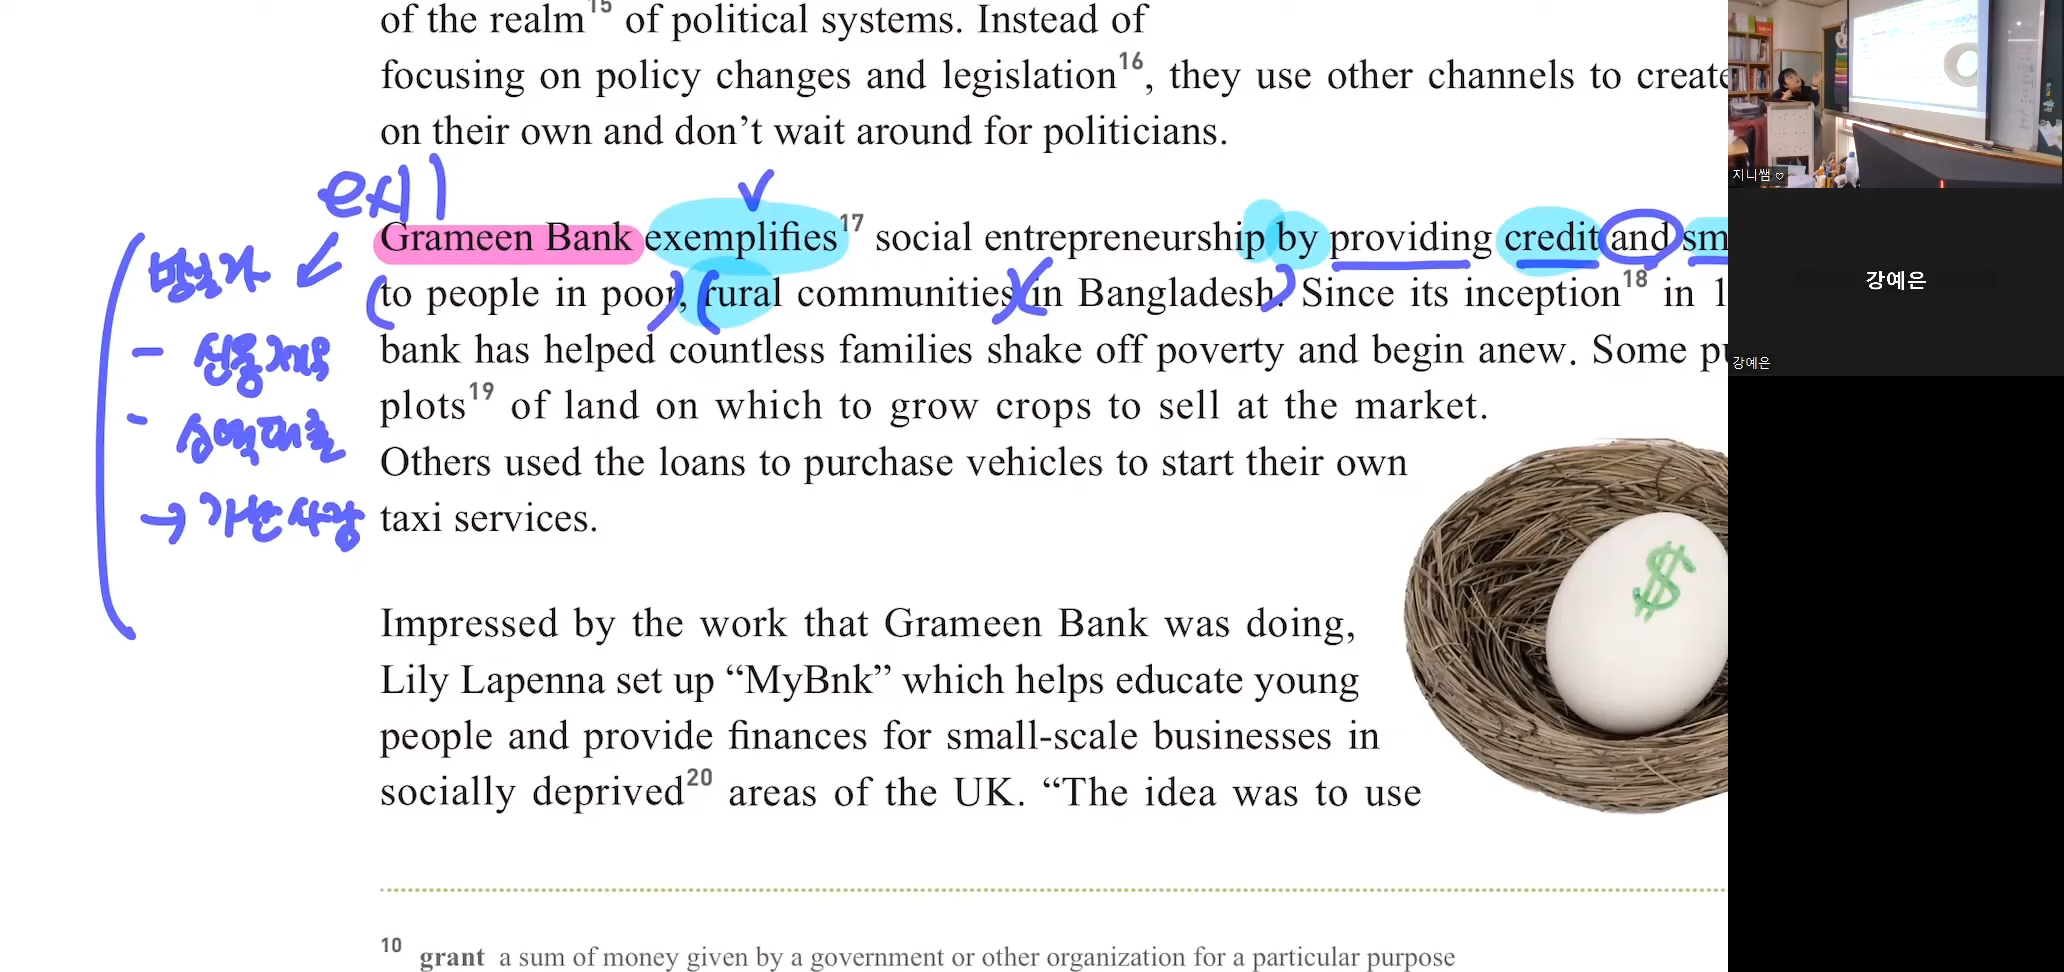 of the realm15 of political systems. Instead of
focusing on policy changes and legislation16, they use other channels to create
on their own and don't wait around for politicians.
예시
Grameen Bank exemplifies17 social entrepreneurship by providing credit and sm
to people in poor, rural communities in Bangladesh. Since its inception18 in 1
bank has helped countless families shake off poverty and begin anew. Some pu
plots19 of land on which to grow crops to sell at the market.
Others used the loans to purchase vehicles to start their own
taxi services.
방글라
- 신용제공
- 소액대출
→ 가난 사람
Impressed by the work that Grameen Bank was doing,
Lily Lapenna set up “MyBnk” which helps educate young
people and provide finances for small-scale businesses in
socially deprived20 areas of the UK. “The idea was to use
$
10 grant a sum of money given by a government or other organization for a particular purpose
지니쌤 ♡
강예은
강예은